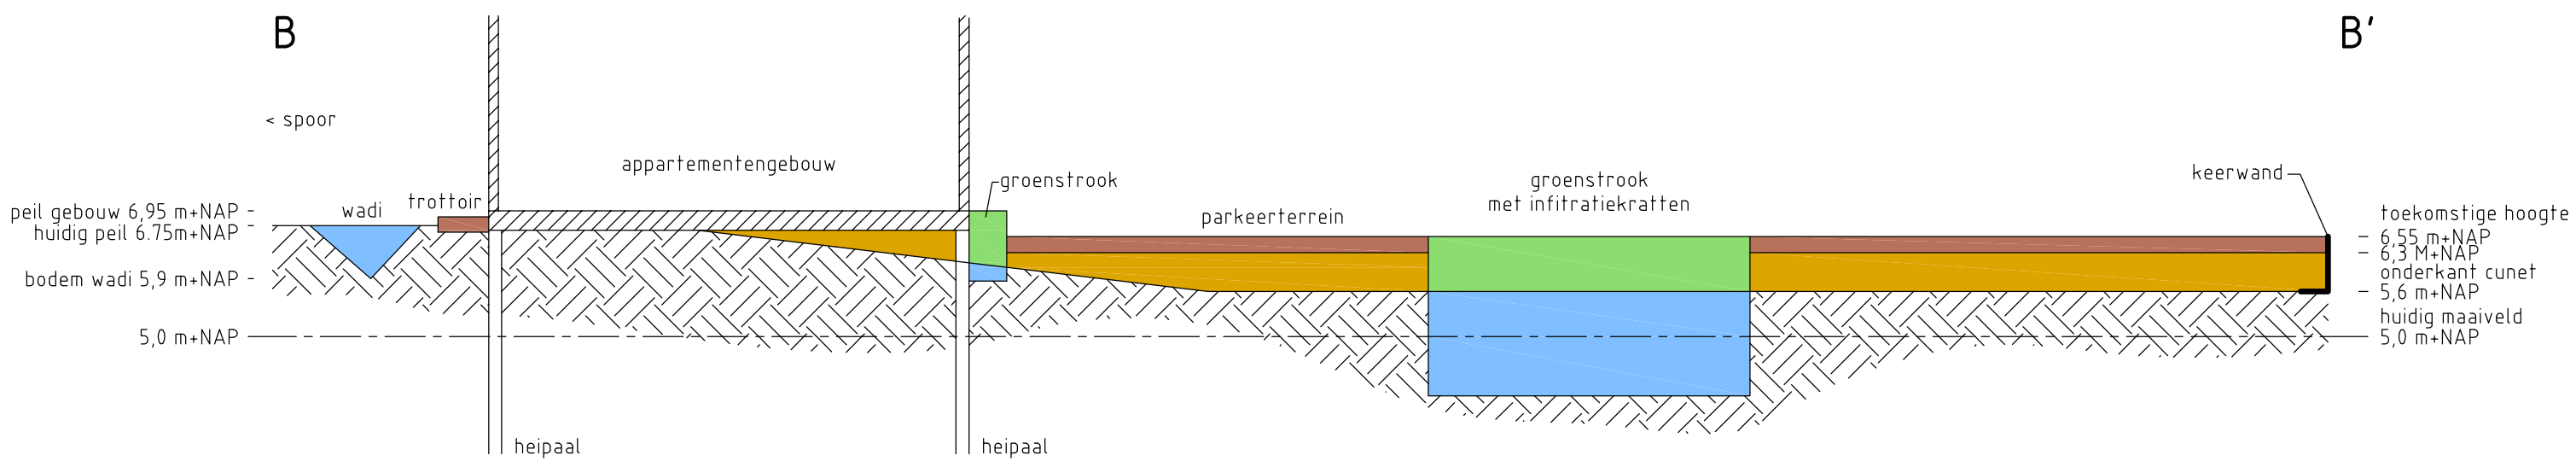 B
B'
< spoor
appartementengebouw
groenstrook
groenstrook
met infitratiekratten
keerwand
peil gebouw 6,95 m+NAP
wadi
trottoir
parkeerterrein
toekomstige hoogte
huidig peil 6.75m+NAP
6,55 m+NAP
6,3 M+NAP
bodem wadi 5,9 m+NAP
onderkant cunet
5,6 m+NAP
huidig maaiveld
5,0 m+NAP
5,0 m+NAP
heipaal
heipaal